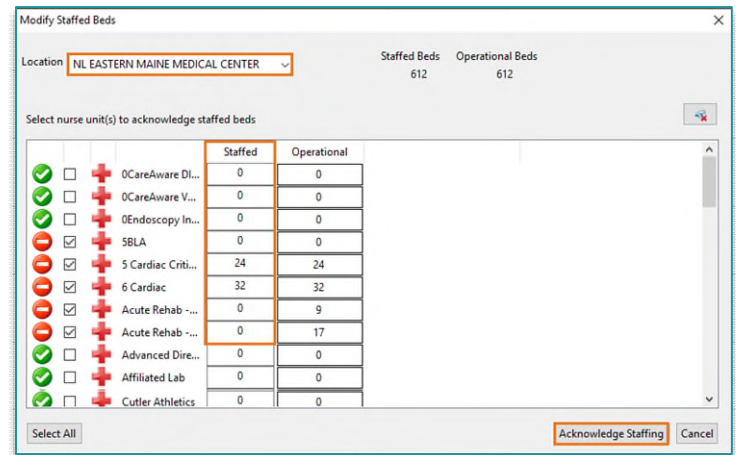 Modify Staffed Beds
Location NL EASTERN MAINE MEDICAL CENTER Staffed Beds Operational Beds
612 612
Select nurse unit(s) to acknowledge staffed beds
Staffed Operational
0CareAware DI... 0 0
0CareAware V... 0 0
0Endoscopy In... 0 0
5BLA 0 0
5 Cardiac Criti... 24 24
6 Cardiac 32 32
Acute Rehab -... 0 9
Acute Rehab -... 0 17
Advanced Dire... 0 0
Affiliated Lab 0 0
Cutler Athletics 0 0
Select All Acknowledge Staffing Cancel